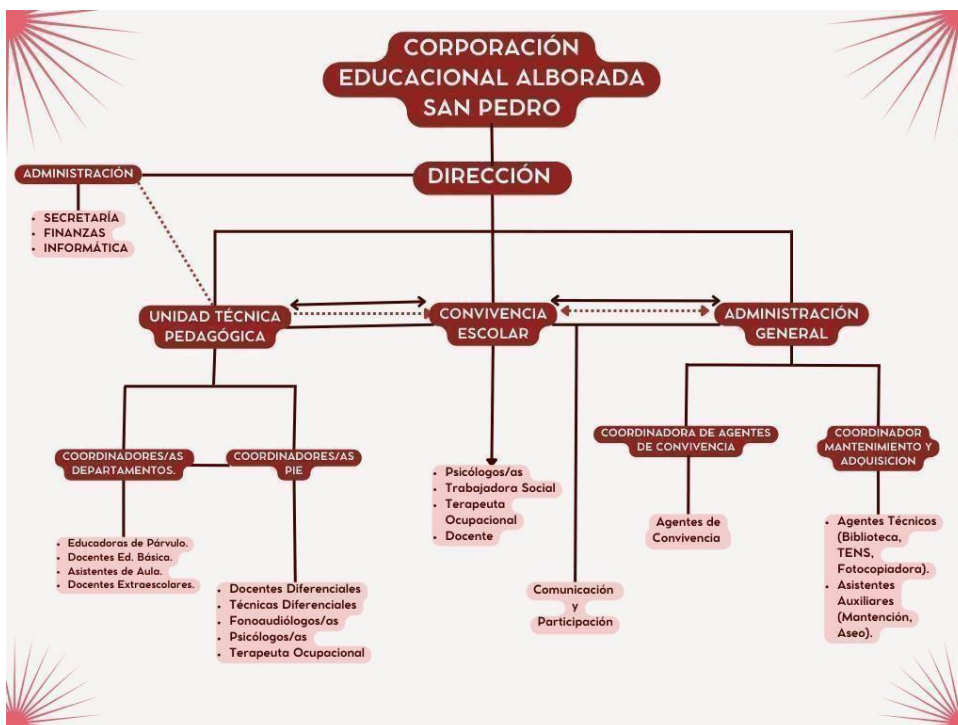 CORPORACIÓN
EDUCACIONAL ALBORADA
SAN PEDRO
DIRECCIÓN
ADMINISTRACIÓN
• SECRETARÍA
• FINANZAS
• INFORMÁTICA
UNIDAD TÉCNICA
PEDAGÓGICA
CONVIVENCIA
ESCOLAR
ADMINISTRACIÓN
GENERAL
COORDINADORES/AS
DEPARTAMENTOS.
COORDINADORES/AS
PIE
COORDINADORA DE AGENTES
DE CONVIVENCIA
COORDINADOR
MANTENIMIENTO Y
ADQUISICION
• Educadoras de Párvulo.
• Docentes Ed. Básica.
• Asistentes de Aula.
• Docentes Extraescolares.
• Docentes Diferenciales
• Técnicas Diferenciales
• Fonoaudiólogos/as
• Psicólogos/as
• Terapeuta Ocupacional
• Psicólogos/as
• Trabajadora Social
• Terapeuta
Ocupacional
• Docente
Comunicación
y
Participación
Agentes de
Convivencia
• Agentes Técnicos
(Biblioteca,
TENS,
Fotocopiadora).
• Asistentes
Auxiliares
(Mantención,
Aseo).